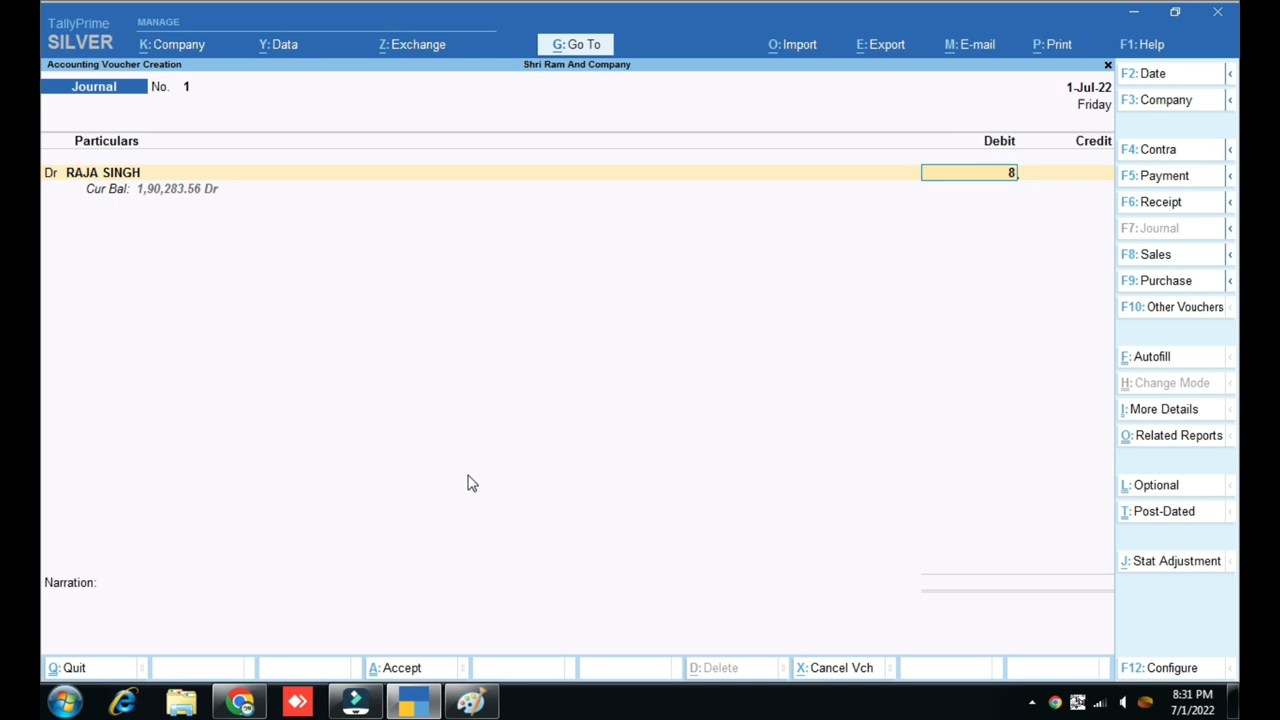 TallyPrime
MANAGE
SILVER
K: Company
Y: Data
Z: Exchange
G: Go To
O: Import
E: Export
M: E-mail
P: Print
F1: Help
Accounting Voucher Creation
Shri Ram And Company
Journal No. 1
1-Jul-22
Friday
Particulars
Debit
Credit
Dr RAJA SINGH
8
Cur Bal: 1,90,283.56 Dr
Narration:
F2: Date
F3: Company
F4: Contra
F5: Payment
F6: Receipt
F7: Journal
F8: Sales
F9: Purchase
F10: Other Vouchers
F: Autofill
H: Change Mode
I: More Details
O: Related Reports
L: Optional
T: Post-Dated
J: Stat Adjustment
Q: Quit
A: Accept
D: Delete
X: Cancel Vch
F12: Configure
8:31 PM
7/1/2022